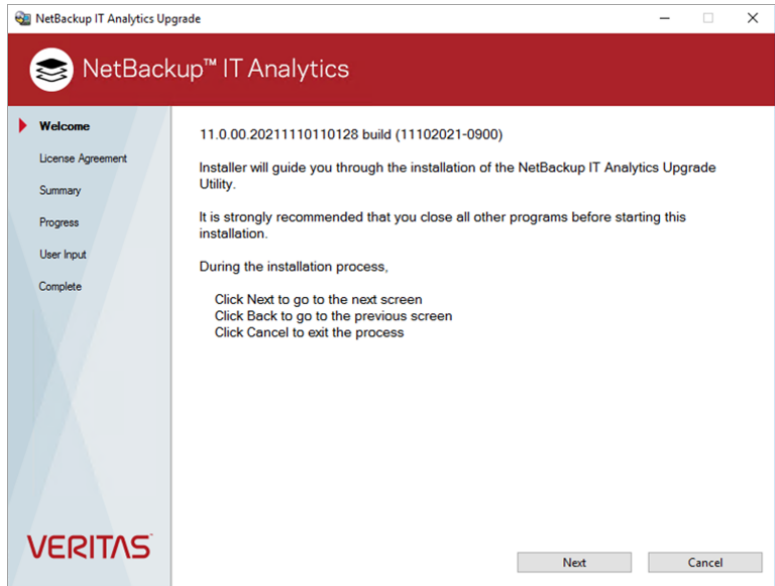 NetBackup IT Analytics Upgrade
NetBackup™ IT Analytics
Welcome
License Agreement
Summary
Progress
User Input
Complete
11.0.00.20211110110128 build (11102021-0900)
Installer will guide you through the installation of the NetBackup IT Analytics Upgrade
Utility.
It is strongly recommended that you close all other programs before starting this
installation.
During the installation process,
Click Next to go to the next screen
Click Back to go to the previous screen
Click Cancel to exit the process
VERITAS
Next
Cancel